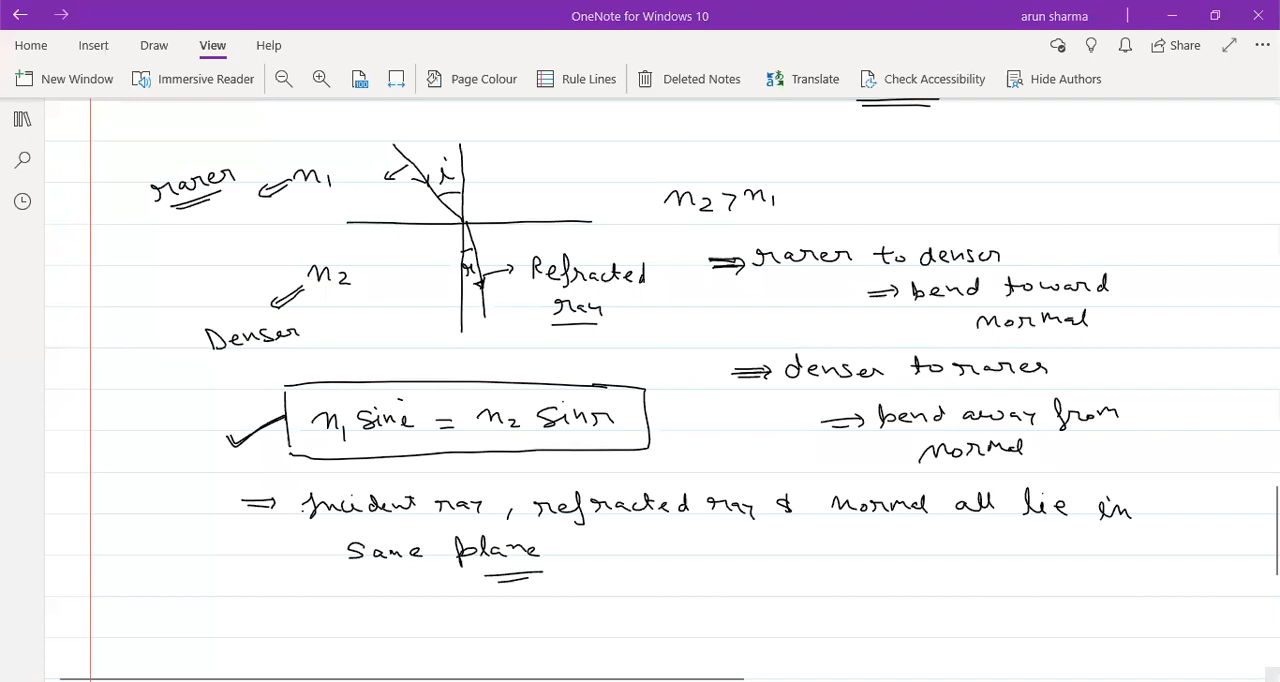 OneNote for Windows 10
arun sharma
Home Insert Draw View Help
Share
New Window Immersive Reader Page Colour Rule Lines Deleted Notes Translate Check Accessibility Hide Authors
rarer n1 i
n2 > n1
n2 r Refracted ray
Denser
⇒ rarer to denser
⇒ bend toward
normal
⇒ denser to rarer
⇒ bend away from
normal
n1 sin i = n2 sin r
⇒ Incident ray, refracted ray & normal all lie in
same plane